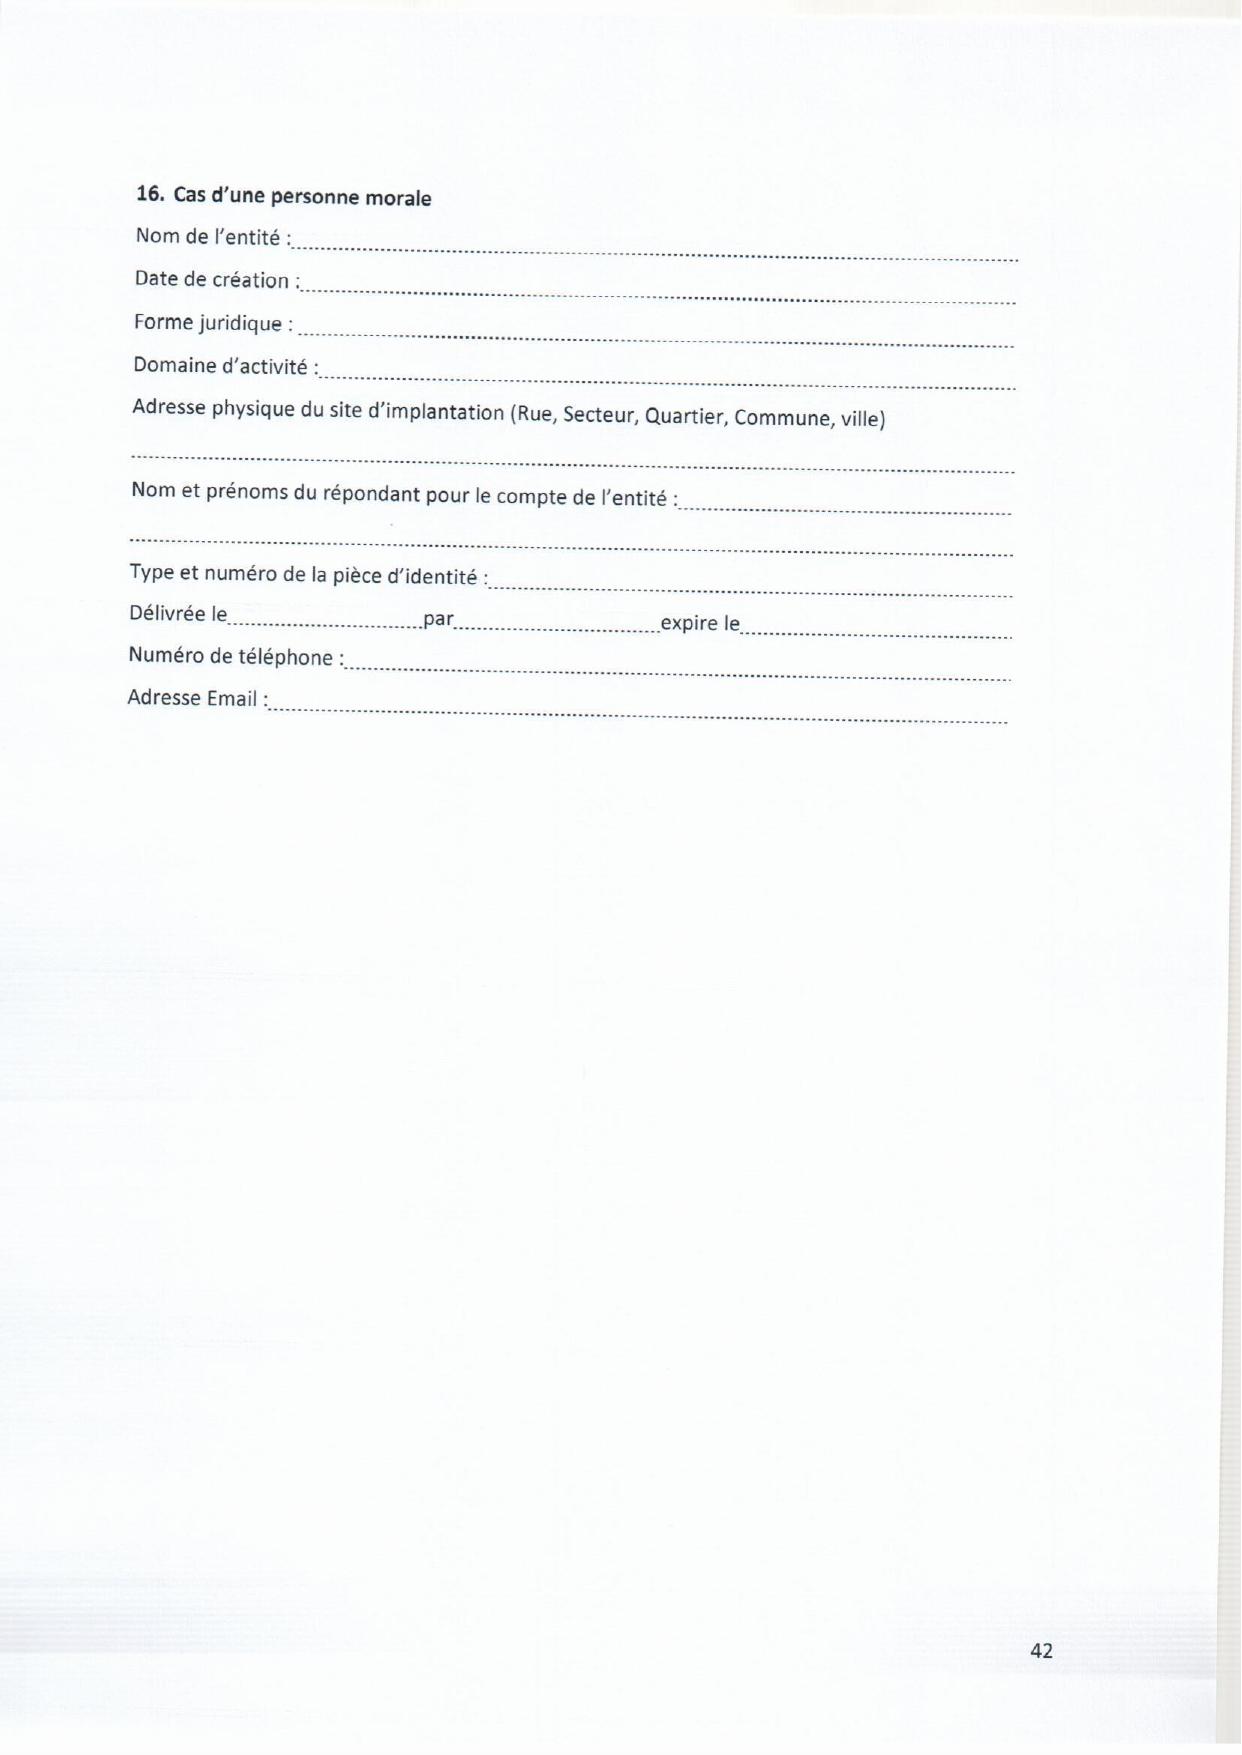 16. Cas d'une personne morale
Nom de l'entité :
Date de création :
Forme juridique :
Domaine d'activité :
Adresse physique du site d'implantation (Rue, Secteur, Quartier, Commune, ville)
Nom et prénoms du répondant pour le compte de l'entité :
Type et numéro de la pièce d'identité :
Délivrée le par expire le
Numéro de téléphone :
Adresse Email :
42